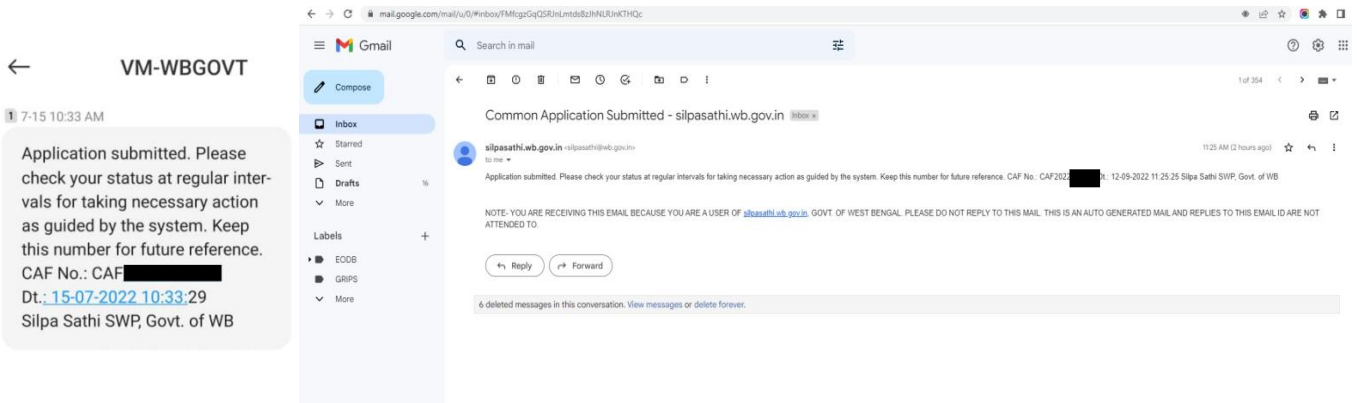 VM-WBGOVT
1 7-15 10:33 AM
Application submitted. Please
check your status at regular inter-
vals for taking necessary action
as guided by the system. Keep
this number for future reference.
CAF No.: CAF
Dt.: 15-07-2022 10:33:29
Silpa Sathi SWP, Govt. of WB
Gmail
Search in mail
Compose
1 of 354
Inbox
Starred
Sent
Drafts 16
More
Labels
EODB
GRIPS
More
Common Application Submitted - silpasathi.wb.gov.in Inbox x
silpasathi.wb.gov.in <silpasathi@wb.gov.in>
11:25 AM (2 hours ago)
to me
Application submitted. Please check your status at regular intervals for taking necessary action as guided by the system. Keep this number for future reference. CAF No.: CAF2022 Dt.: 12-09-2022 11:25:25 Silpa Sathi SWP, Govt. of WB
NOTE- YOU ARE RECEIVING THIS EMAIL BECAUSE YOU ARE A USER OF silpasathi.wb.gov.in, GOVT. OF WEST BENGAL. PLEASE DO NOT REPLY TO THIS MAIL. THIS IS AN AUTO GENERATED MAIL AND REPLIES TO THIS EMAIL ID ARE NOT
ATTENDED TO.
Reply
Forward
6 deleted messages in this conversation. View messages or delete forever.